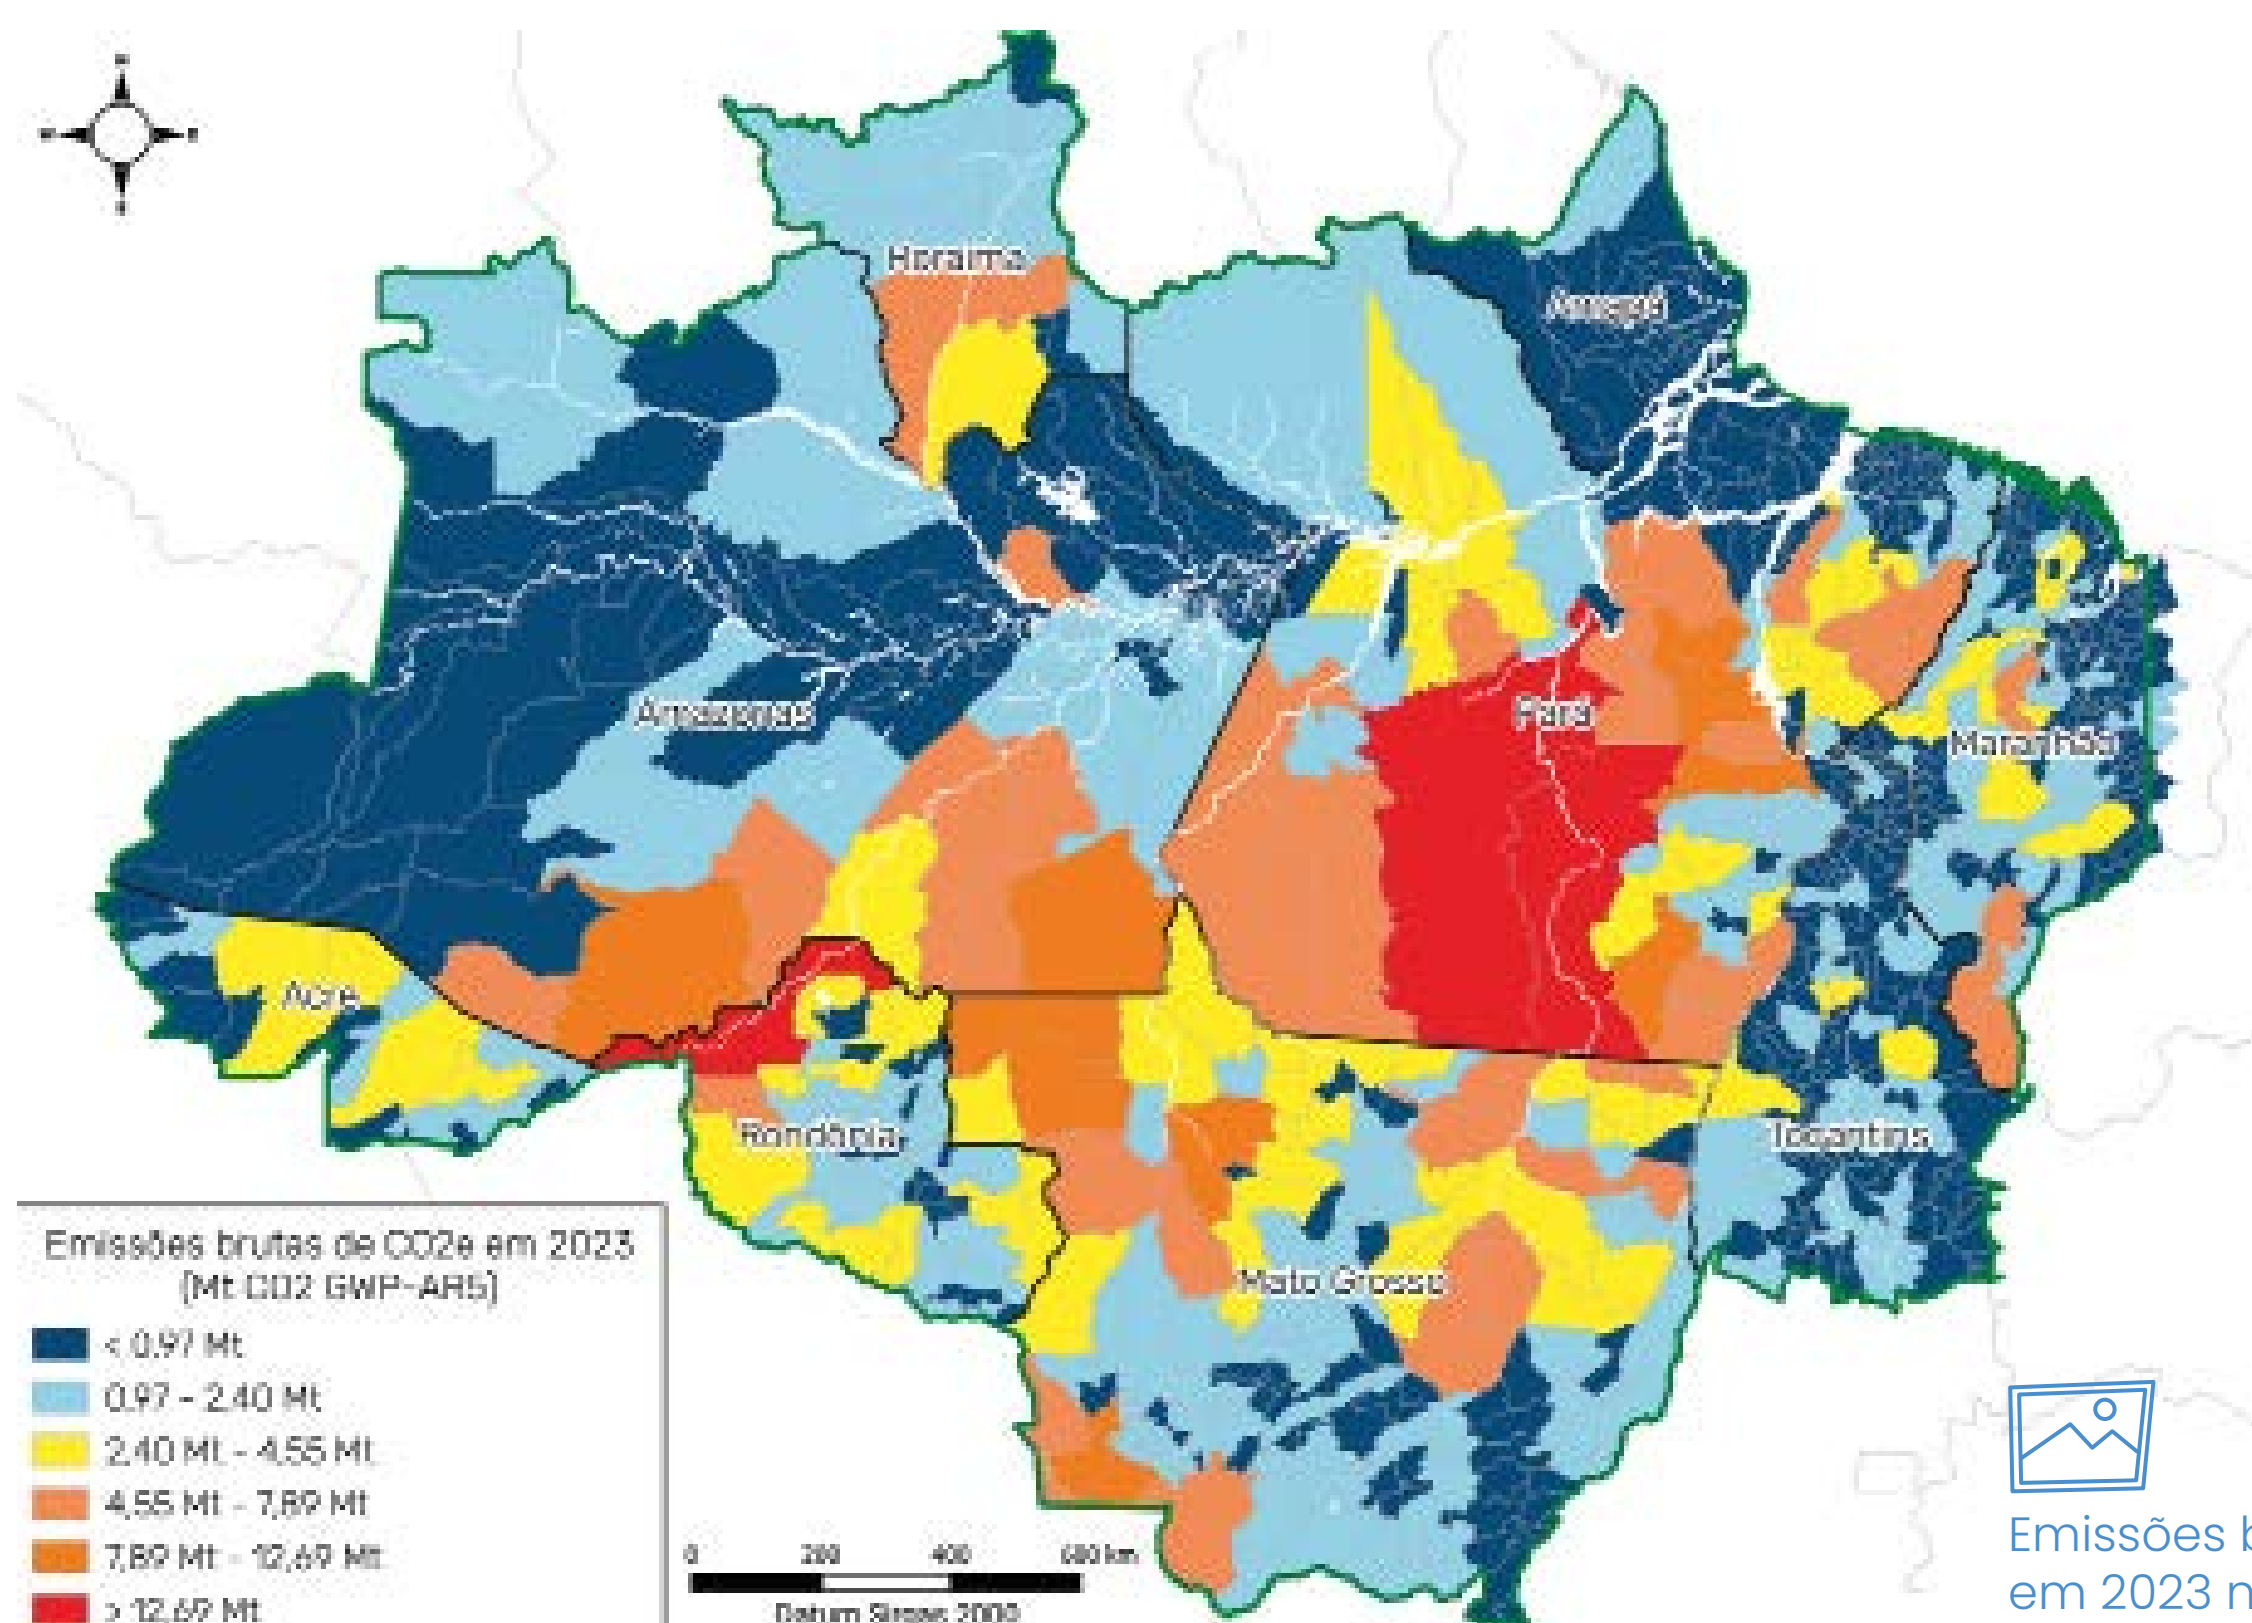 Roraima
Amapá
Amazonas
Pará
Maranhão
Acre
Rondônia
Tocantins
Mato Grosso
Emissões brutas de CO2e em 2023
(Mt CO2 GWP-AR5)
< 0,97 Mt
0,97 - 2,40 Mt
2,40 Mt - 4,55 Mt
4,55 Mt - 7,89 Mt
7,89 Mt - 12,69 Mt
> 12,69 Mt
0 200 400 600 km
Datum Sirgas 2000
Emissões b
em 2023 n